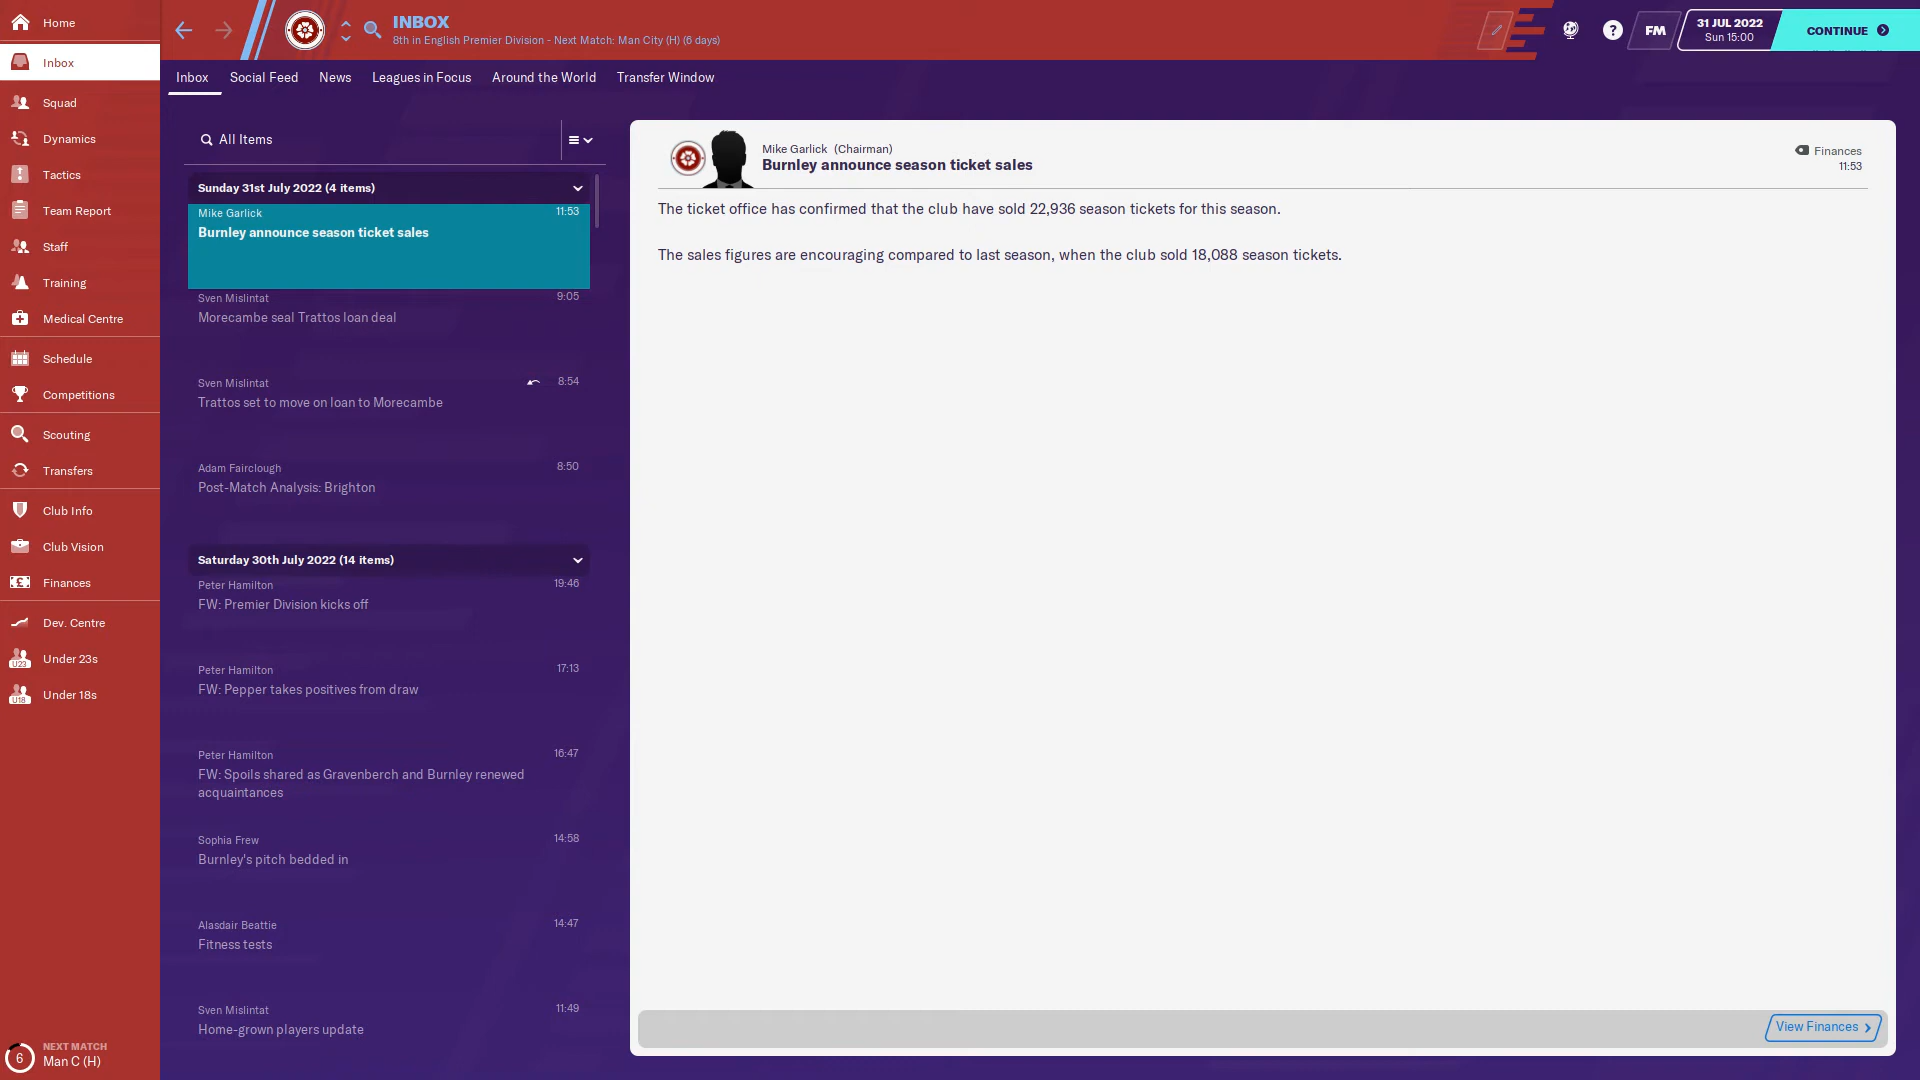 Home
Inbox
Squad
Dynamics
Tactics
Team Report
Staff
Training
Medical Centre
Schedule
Competitions
Scouting
Transfers
Club Info
Club Vision
Finances
Dev. Centre
U23
Under 23s
U18
Under 18s
6
NEXT MATCH
Man C (H)
INBOX
8th in English Premier Division - Next Match: Man City (H) (6 days)
?
FM
31 JUL 2022
Sun 15:00
CONTINUE
Inbox Social Feed News Leagues in Focus Around the World Transfer Window
All Items
Sunday 31st July 2022 (4 items)
Mike Garlick 11:53
Burnley announce season ticket sales
Sven Mislintat 9:05
Morecambe seal Trattos loan deal
Sven Mislintat 8:54
Trattos set to move on loan to Morecambe
Adam Fairclough 8:50
Post-Match Analysis: Brighton
Saturday 30th July 2022 (14 items)
Peter Hamilton 19:46
FW: Premier Division kicks off
Peter Hamilton 17:13
FW: Pepper takes positives from draw
Peter Hamilton 16:47
FW: Spoils shared as Gravenberch and Burnley renewed
acquaintances
Sophia Frew 14:58
Burnley's pitch bedded in
Alasdair Beattie 14:47
Fitness tests
Sven Mislintat 11:49
Home-grown players update
Mike Garlick (Chairman)
Burnley announce season ticket sales
Finances
11:53
The ticket office has confirmed that the club have sold 22,936 season tickets for this season.
The sales figures are encouraging compared to last season, when the club sold 18,088 season tickets.
View Finances